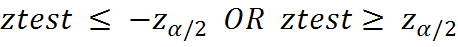 ztest ≤ −z_{α/2} OR ztest ≥ z_{α/2}